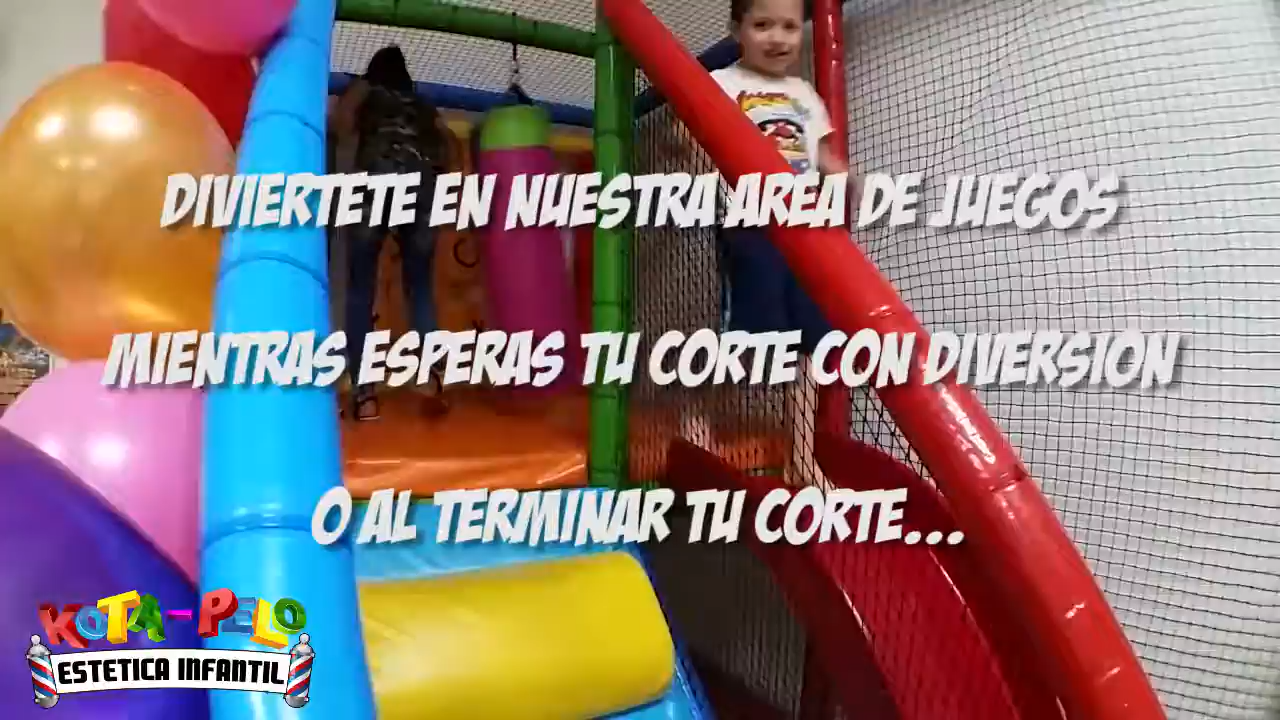 DIVIERTETE EN NUESTRA AREA DE JUEGOS
MIENTRAS ESPERAS TU CORTE CON DIVERSION
O AL TERMINAR TU CORTE...
KOTA-PELO
ESTETICA INFANTIL